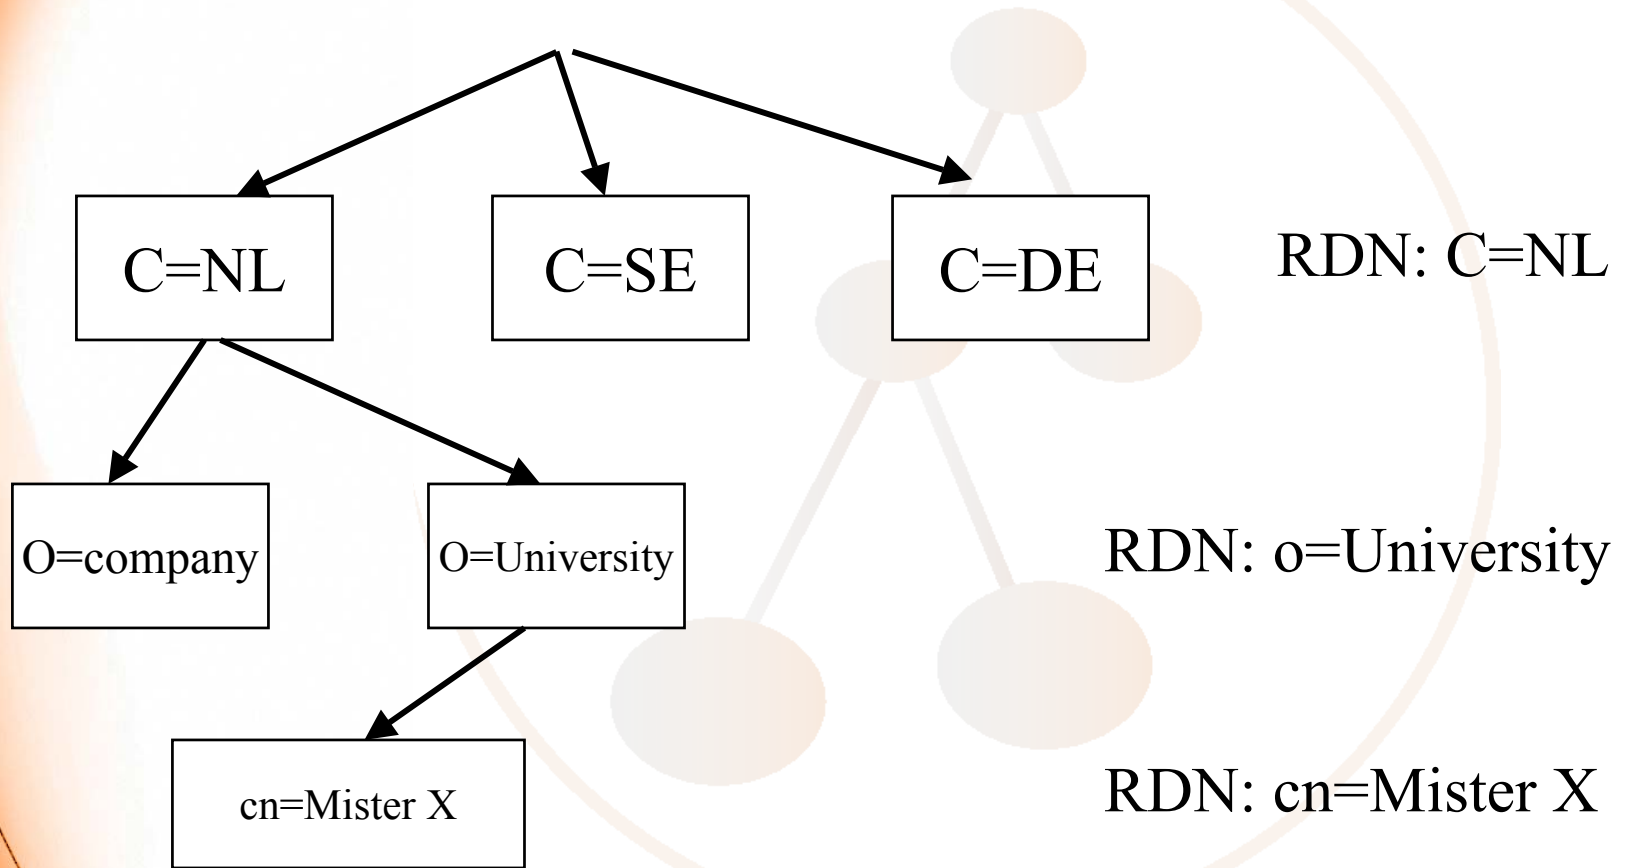 C=NL
C=SE
C=DE
RDN: C=NL
O=company
O=University
RDN: o=University
cn=Mister X
RDN: cn=Mister X